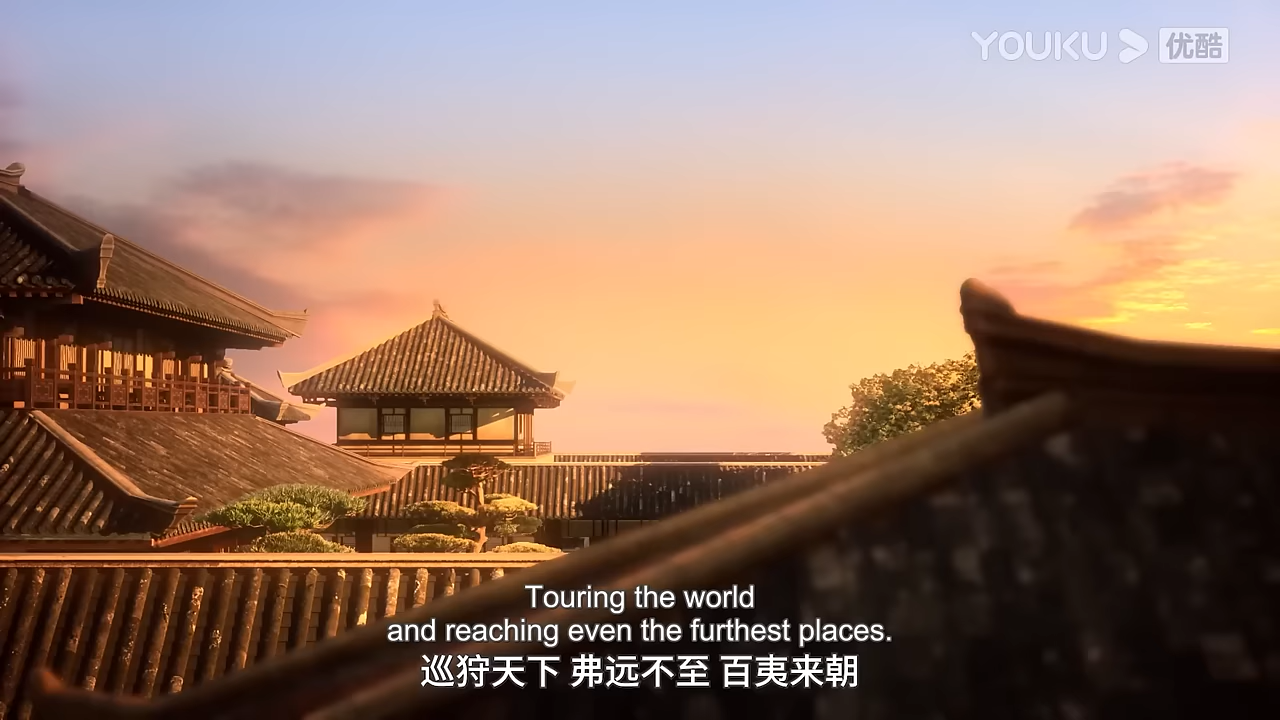 YOUKU 优酷
Touring the world
and reaching even the furthest places.
巡狩天下 弗远不至 百夷来朝